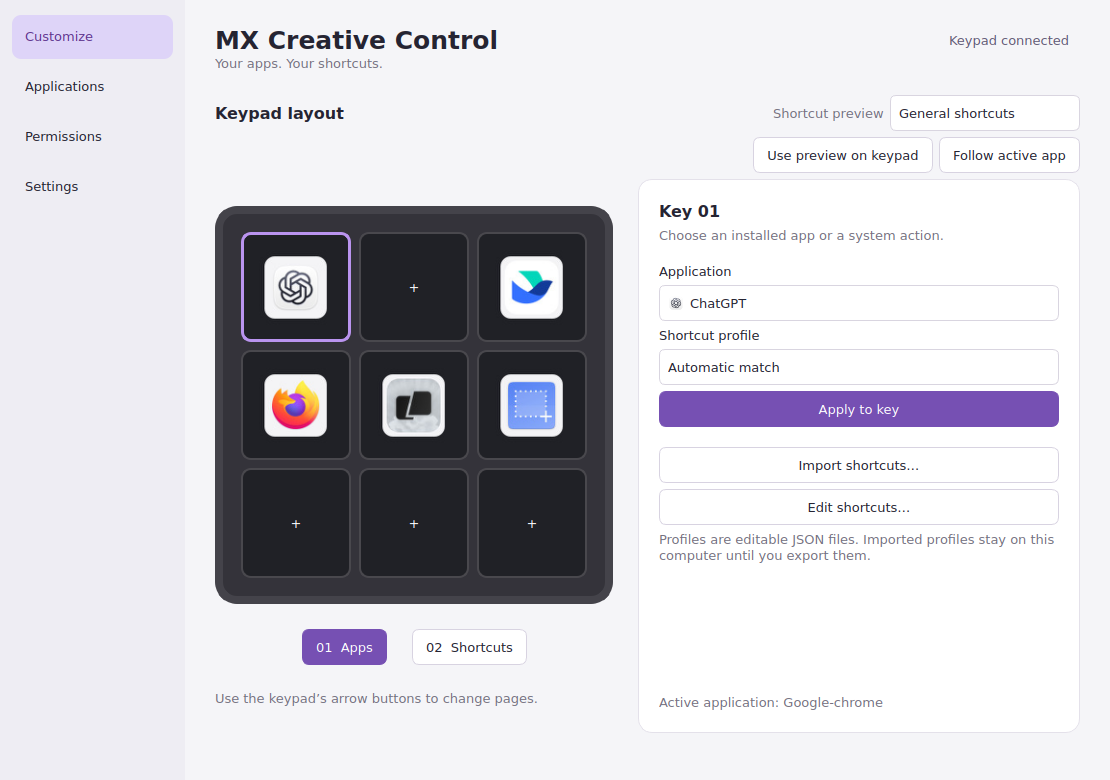 Customize
Applications
Permissions
Settings
MX Creative Control
Your apps. Your shortcuts.
Keypad connected
Keypad layout
Shortcut preview
General shortcuts
Use preview on keypad
Follow active app
+
+
+
+
01 Apps
02 Shortcuts
Use the keypad’s arrow buttons to change pages.
Key 01
Choose an installed app or a system action.
Application
ChatGPT
Shortcut profile
Automatic match
Apply to key
Import shortcuts…
Edit shortcuts…
Profiles are editable JSON files. Imported profiles stay on this
computer until you export them.
Active application: Google-chrome